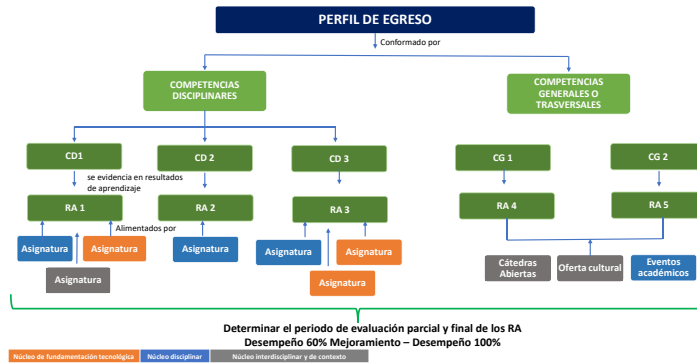 PERFIL DE EGRESO
Conformado por
COMPETENCIAS
DISCIPLINARES
COMPETENCIAS
GENERALES O
TRASVERSALES
CD1
CD 2
CD 3
CG 1
CG 2
se evidencia en resultados
de aprendizaje
RA 1
RA 2
RA 3
RA 4
RA 5
Alimentados por
Asignatura
Asignatura
Asignatura
Asignatura
Asignatura
Asignatura
Asignatura
Cátedras
Abiertas
Oferta cultural
Eventos
académicos
Determinar el periodo de evaluación parcial y final de los RA
Desempeño 60% Mejoramiento – Desempeño 100%
Núcleo de fundamentación tecnológica
Núcleo disciplinar
Núcleo interdisciplinar y de contexto